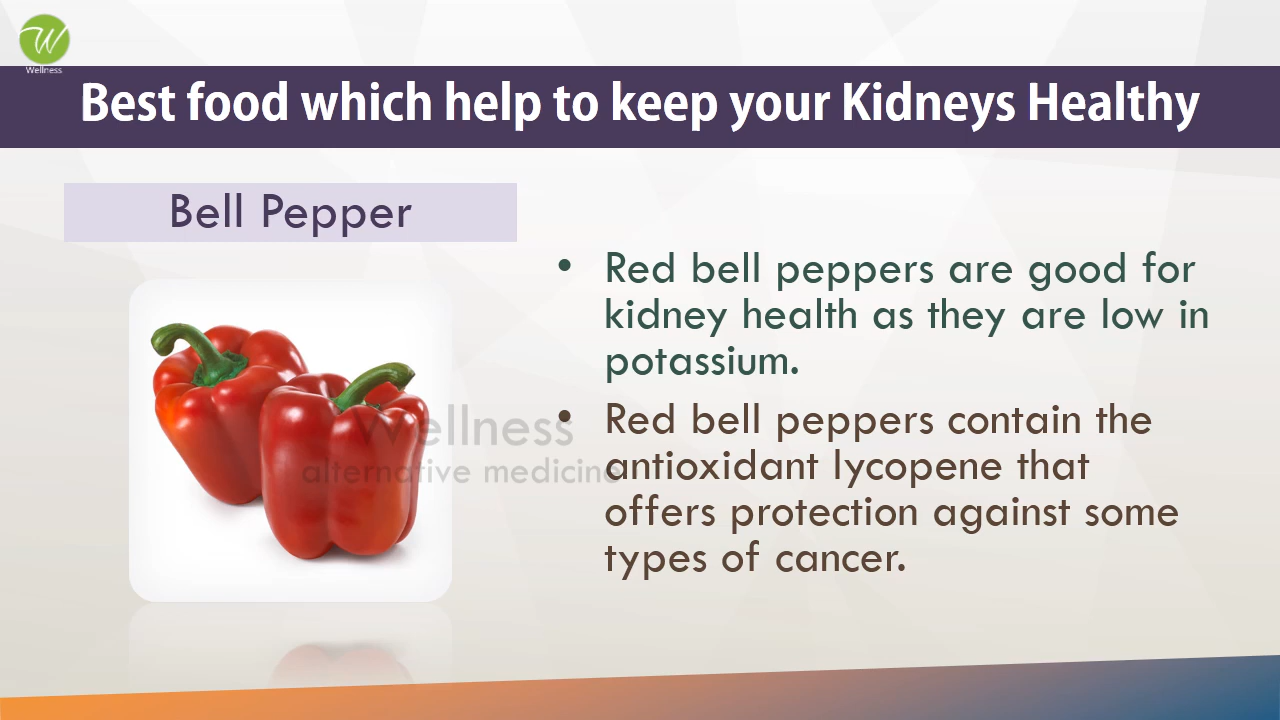 W
Wellness
Best food which help to keep your Kidneys Healthy
Bell Pepper
• Red bell peppers are good for
kidney health as they are low in
potassium.
• Red bell peppers contain the
antioxidant lycopene that
offers protection against some
types of cancer.
Wellness
alternative medicine